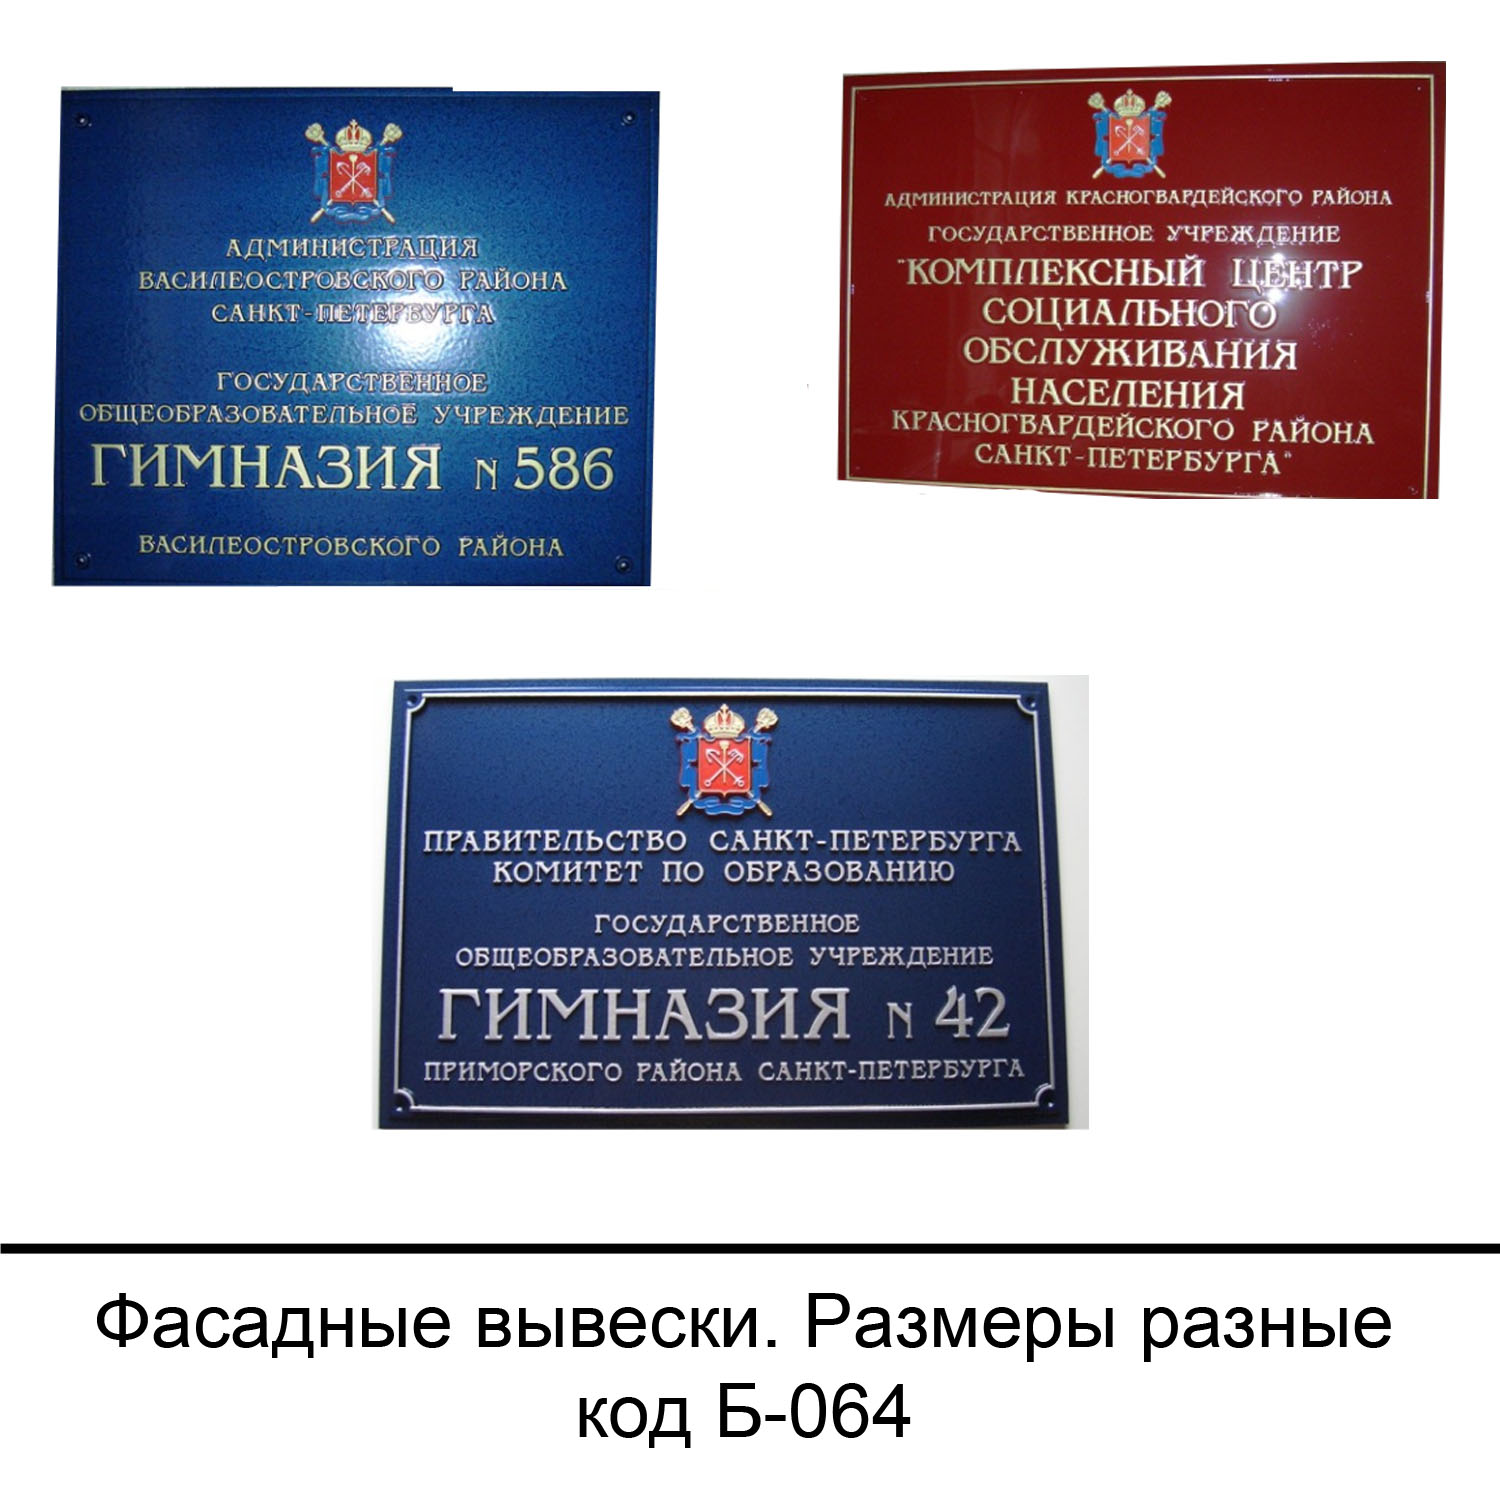 АДМИНИСТРАЦИЯ
ВАСИЛЕОСТРОВСКОГО РАЙОНА
САНКТ-ПЕТЕРБУРГА
ГОСУДАРСТВЕННОЕ
ОБЩЕОБРАЗОВАТЕЛЬНОЕ УЧРЕЖДЕНИЕ
ГИМНАЗИЯ N 586
ВАСИЛЕОСТРОВСКОГО РАЙОНА
АДМИНИСТРАЦИЯ КРАСНОГВАРДЕЙСКОГО РАЙОНА
ГОСУДАРСТВЕННОЕ УЧРЕЖДЕНИЕ
"КОМПЛЕКСНЫЙ ЦЕНТР
СОЦИАЛЬНОГО
ОБСЛУЖИВАНИЯ
НАСЕЛЕНИЯ
КРАСНОГВАРДЕЙСКОГО РАЙОНА
САНКТ-ПЕТЕРБУРГА"
ПРАВИТЕЛЬСТВО САНКТ-ПЕТЕРБУРГА
КОМИТЕТ ПО ОБРАЗОВАНИЮ
ГОСУДАРСТВЕННОЕ
ОБЩЕОБРАЗОВАТЕЛЬНОЕ УЧРЕЖДЕНИЕ
ГИМНАЗИЯ N 42
ПРИМОРСКОГО РАЙОНА САНКТ-ПЕТЕРБУРГА
Фасадные вывески. Размеры разные
код Б-064